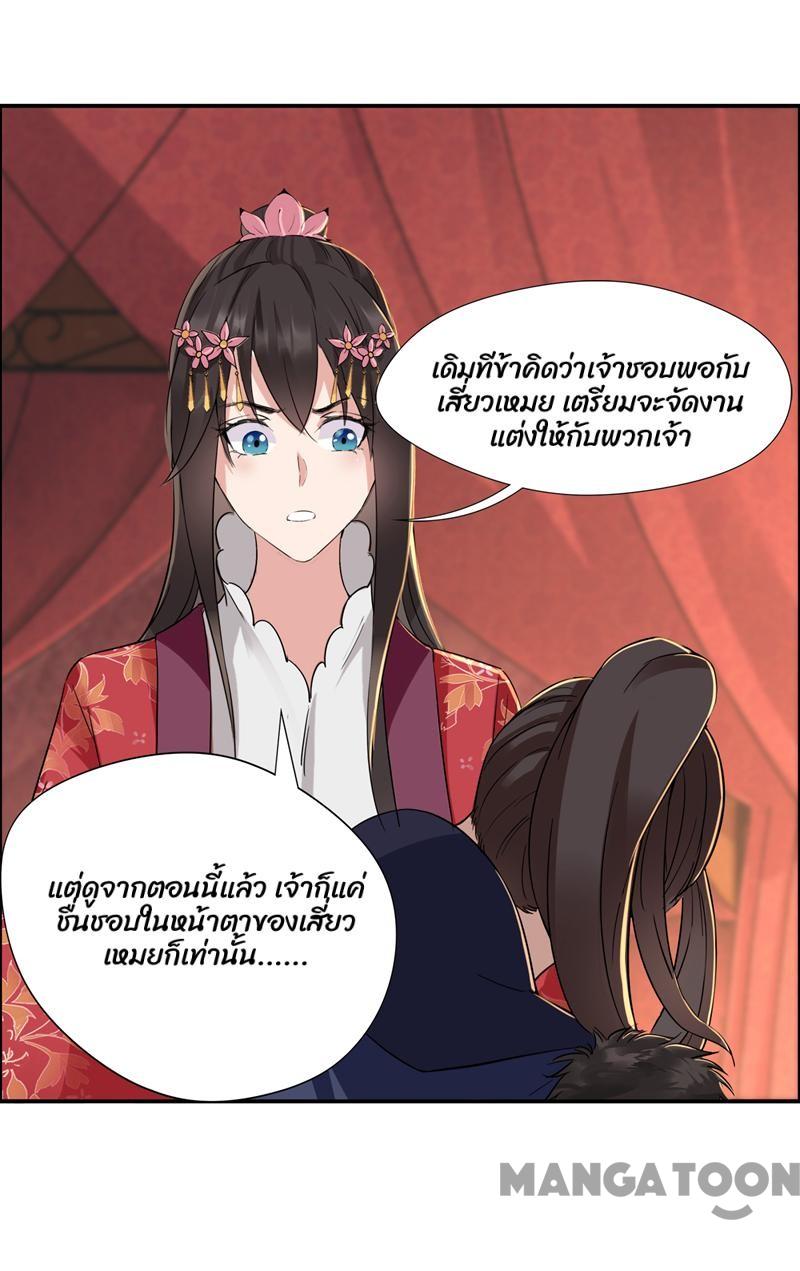 เดิมทีข้าคิดว่าเจ้าชอบพอกับ
เสี่ยวเหมย เตรียมจะจัดงาน
แต่งให้กับพวกเจ้า
แต่ดูจากตอนนี้แล้ว เจ้าก็แค่
ชื่นชอบในหน้าตาของเสี่ยว
เหมยก็เท่านั้น......
MANGATOON